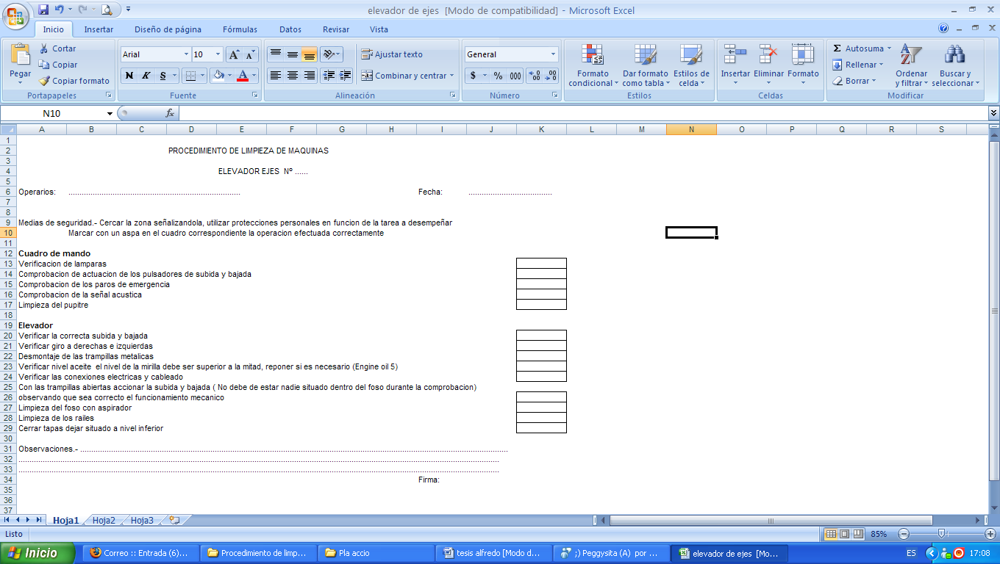 elevador de ejes [Modo de compatibilidad] - Microsoft Excel
Inicio Insertar Diseño de página Fórmulas Datos Revisar Vista
Pegar Cortar Copiar Copiar formato Portapapeles
Arial 10 N K S Fuente
Ajustar texto Combinar y centrar Alineación
General $ % 000 Número
Formato condicional Dar formato como tabla Estilos de celda Estilos
Insertar Eliminar Formato Celdas
Autosuma Rellenar Borrar Ordenar y filtrar Buscar y seleccionar Modificar
N10 fx
A B C D E F G H I J K L M N O P Q R S
1
2 PROCEDIMIENTO DE LIMPIEZA DE MAQUINAS
3
4 ELEVADOR EJES Nº ......
5
6 Operarios: .............................................................................. Fecha: ......................................
7
8
9 Medias de seguridad.- Cercar la zona señalizandola, utilizar protecciones personales en funcion de la tarea a desempeñar
10 Marcar con un aspa en el cuadro correspondiente la operacion efectuada correctamente
11
12 Cuadro de mando
13 Verificacion de lamparas
14 Comprobacion de actuacion de los pulsadores de subida y bajada
15 Comprobacion de los paros de emergencia
16 Comprobacion de la señal acustica
17 Limpieza del pupitre
18
19 Elevador
20 Verificar la correcta subida y bajada
21 Verificar giro a derechas e izquierdas
22 Desmontaje de las trampillas metalicas
23 Verificar nivel aceite el nivel de la mirilla debe ser superior a la mitad, reponer si es necesario (Engine oil 5)
24 Verificar las conexiones electricas y cableado
25 Con las trampillas abiertas accionar la subida y bajada ( No debe de estar nadie situado dentro del foso durante la comprobacion)
26 observando que sea correcto el funcionamiento mecanico
27 Limpieza del foso con aspirador
28 Limpieza de los railes
29 Cerrar tapas dejar situado a nivel inferior
30
31 Observaciones.- ..................................................................................................
32 ..................................................................................................
33 ..................................................................................................
34 Firma:
35
36
37
Hoja1 Hoja2 Hoja3
Listo 85%
Inicio Correo :: Entrada (6)... Procedimiento de limp... Pla accio tesis alfredo [Modo d... ;) Peggysita (A) por ... elevador de ejes [Mo... ES 17:08